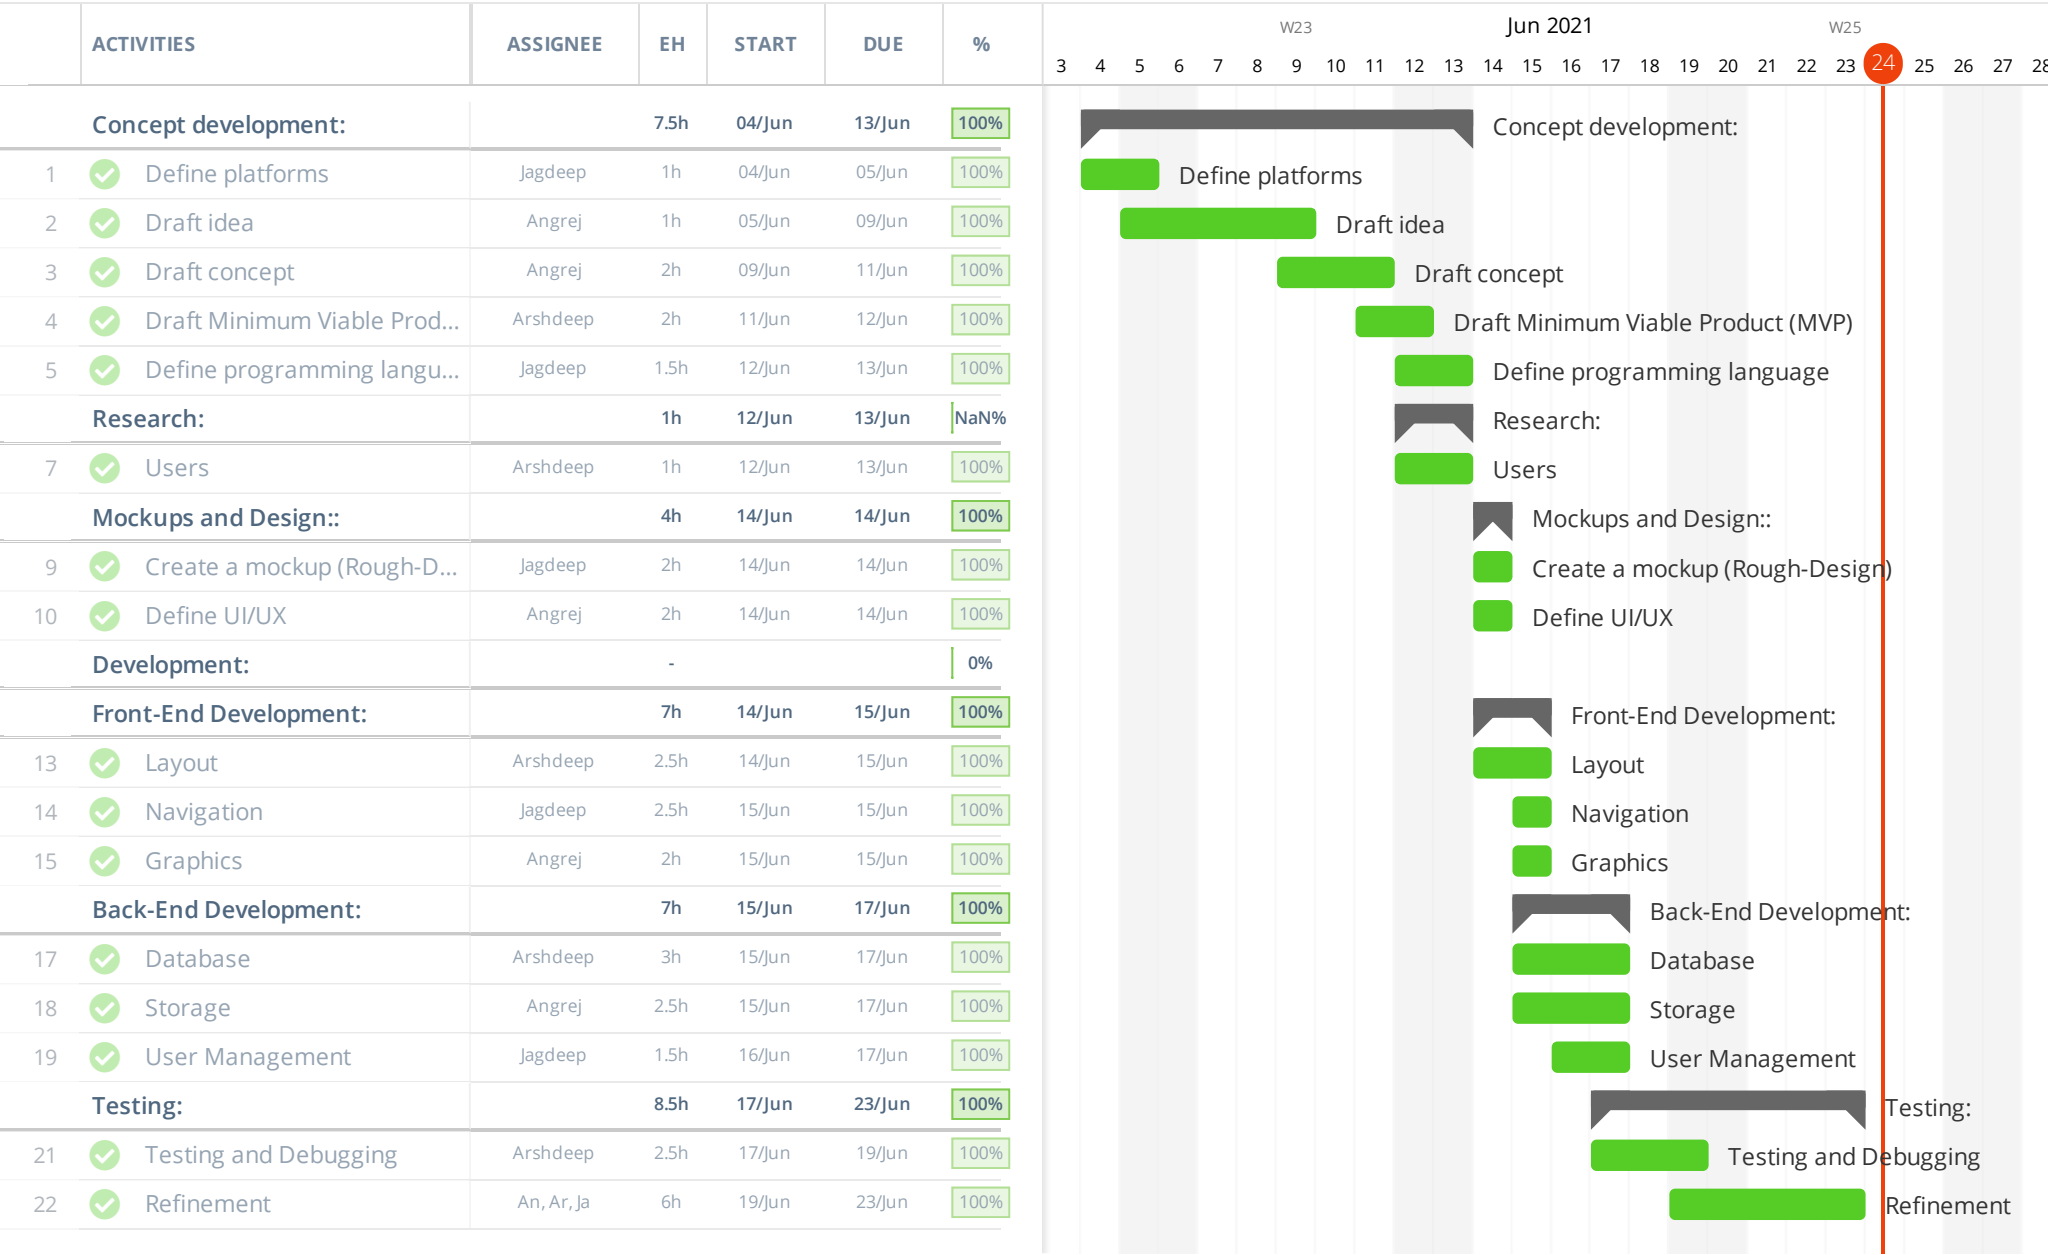 ACTIVITIES ASSIGNEE EH START DUE % W23 Jun 2021 W25
3 4 5 6 7 8 9 10 11 12 13 14 15 16 17 18 19 20 21 22 23 24 25 26 27 28
Concept development: 7.5h 04/Jun 13/Jun 100% Concept development:
1 Define platforms Jagdeep 1h 04/Jun 05/Jun 100% Define platforms
2 Draft idea Angrej 1h 05/Jun 09/Jun 100% Draft idea
3 Draft concept Angrej 2h 09/Jun 11/Jun 100% Draft concept
4 Draft Minimum Viable Prod... Arshdeep 2h 11/Jun 12/Jun 100% Draft Minimum Viable Product (MVP)
5 Define programming langu... Jagdeep 1.5h 12/Jun 13/Jun 100% Define programming language
Research: 1h 12/Jun 13/Jun NaN% Research:
7 Users Arshdeep 1h 12/Jun 13/Jun 100% Users
Mockups and Design:: 4h 14/Jun 14/Jun 100% Mockups and Design::
9 Create a mockup (Rough-D... Jagdeep 2h 14/Jun 14/Jun 100% Create a mockup (Rough-Design)
10 Define UI/UX Angrej 2h 14/Jun 14/Jun 100% Define UI/UX
Development: - 0%
Front-End Development: 7h 14/Jun 15/Jun 100% Front-End Development:
13 Layout Arshdeep 2.5h 14/Jun 15/Jun 100% Layout
14 Navigation Jagdeep 2.5h 15/Jun 15/Jun 100% Navigation
15 Graphics Angrej 2h 15/Jun 15/Jun 100% Graphics
Back-End Development: 7h 15/Jun 17/Jun 100% Back-End Development:
17 Database Arshdeep 3h 15/Jun 17/Jun 100% Database
18 Storage Angrej 2.5h 15/Jun 17/Jun 100% Storage
19 User Management Jagdeep 1.5h 16/Jun 17/Jun 100% User Management
Testing: 8.5h 17/Jun 23/Jun 100% Testing:
21 Testing and Debugging Arshdeep 2.5h 17/Jun 19/Jun 100% Testing and Debugging
22 Refinement An, Ar, Ja 6h 19/Jun 23/Jun 100% Refinement